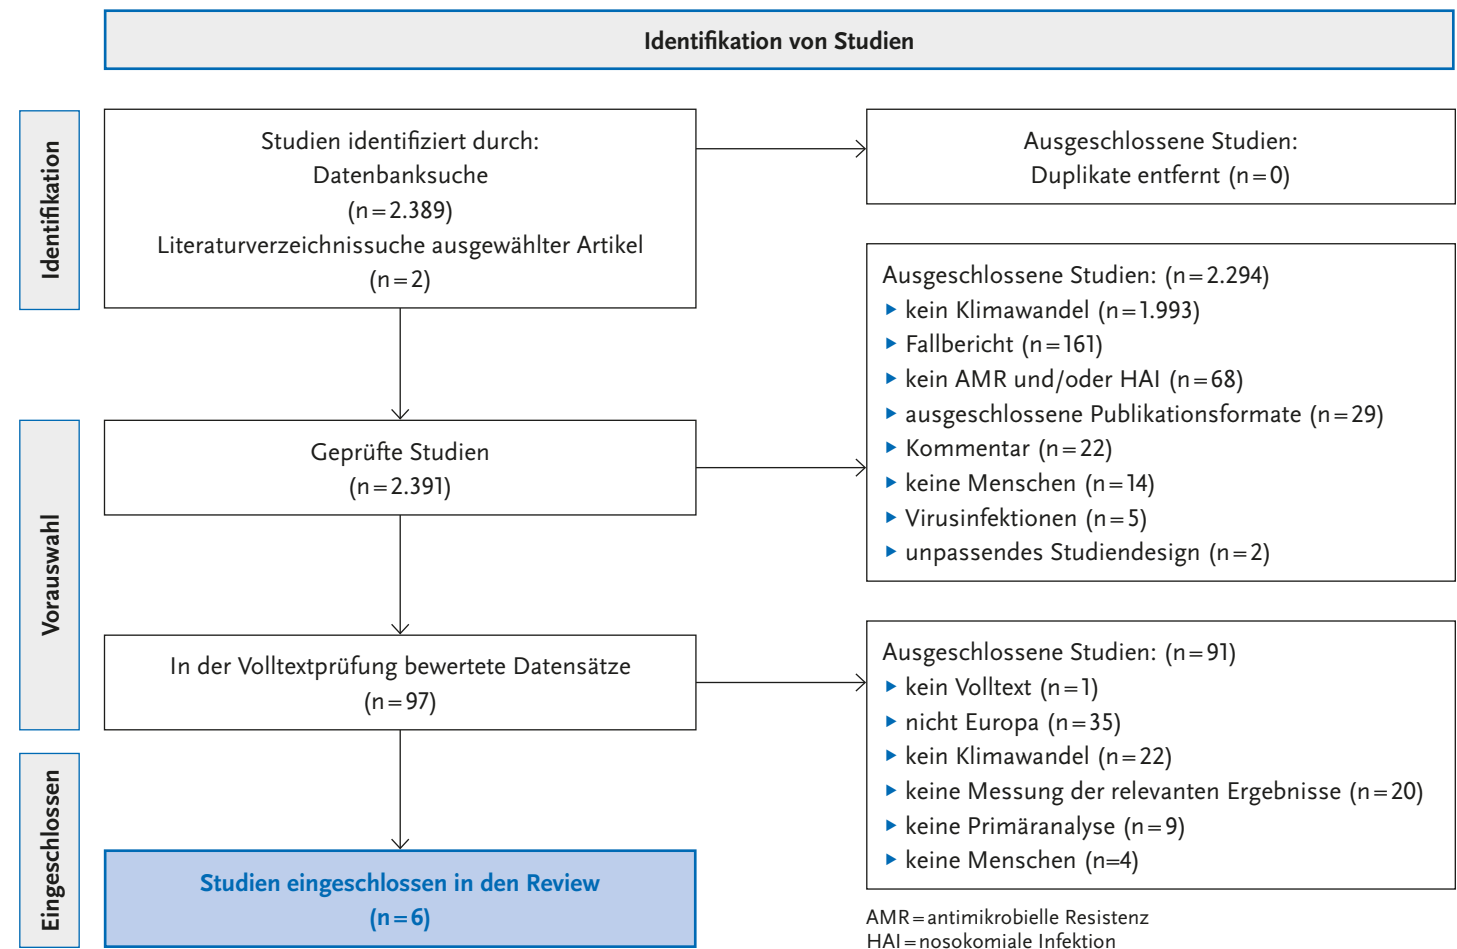 Identifikation von Studien
Identifikation
Studien identifiziert durch:
Datenbanksuche
(n=2.389)
Literaturverzeichnissuche ausgewählter Artikel
(n=2)
Ausgeschlossene Studien:
Duplikate entfernt (n=0)
Vorauswahl
Geprüfte Studien
(n=2.391)
Ausgeschlossene Studien: (n=2.294)
▸ kein Klimawandel (n=1.993)
▸ Fallbericht (n=161)
▸ kein AMR und/oder HAI (n=68)
▸ ausgeschlossene Publikationsformate (n=29)
▸ Kommentar (n=22)
▸ keine Menschen (n=14)
▸ Virusinfektionen (n=5)
▸ unpassendes Studiendesign (n=2)
In der Volltextprüfung bewertete Datensätze
(n=97)
Ausgeschlossene Studien: (n=91)
▸ kein Volltext (n=1)
▸ nicht Europa (n=35)
▸ kein Klimawandel (n=22)
▸ keine Messung der relevanten Ergebnisse (n=20)
▸ keine Primäranalyse (n=9)
▸ keine Menschen (n=4)
Eingeschlossen
Studien eingeschlossen in den Review
(n=6)
AMR=antimikrobielle Resistenz
HAI=nosokomiale Infektion